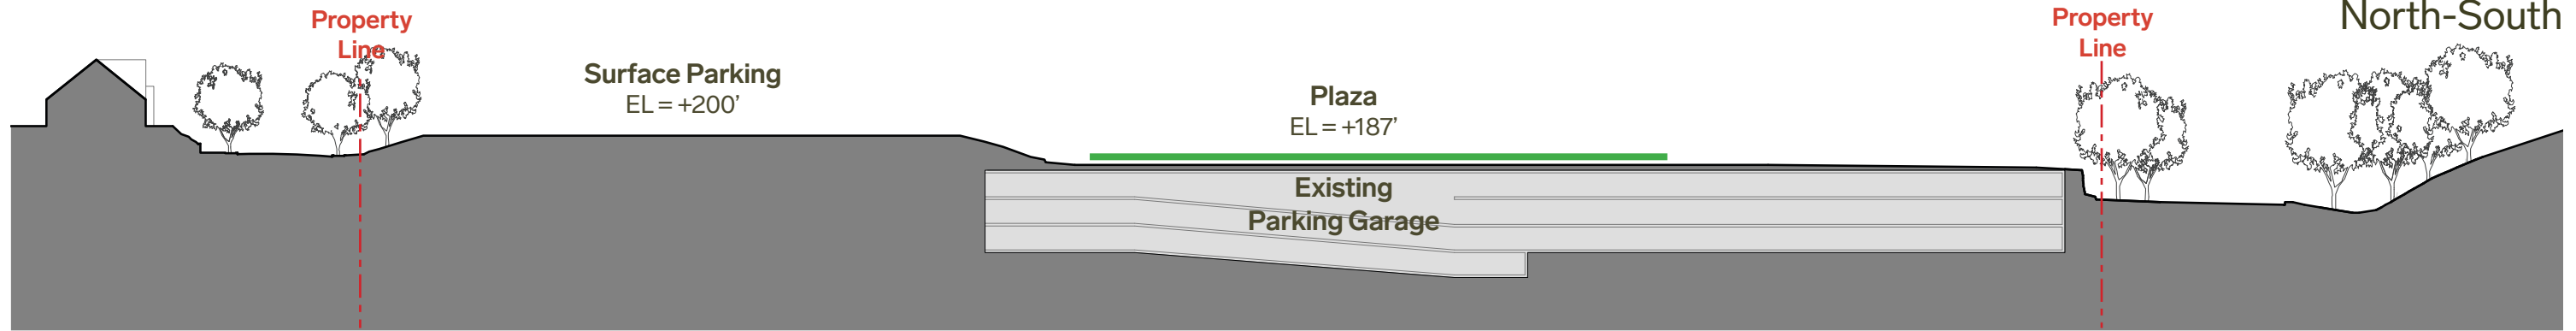 North-South
Property
Line
Surface Parking
EL = +200’
Plaza
EL = +187’
Existing
Parking Garage
Property
Line